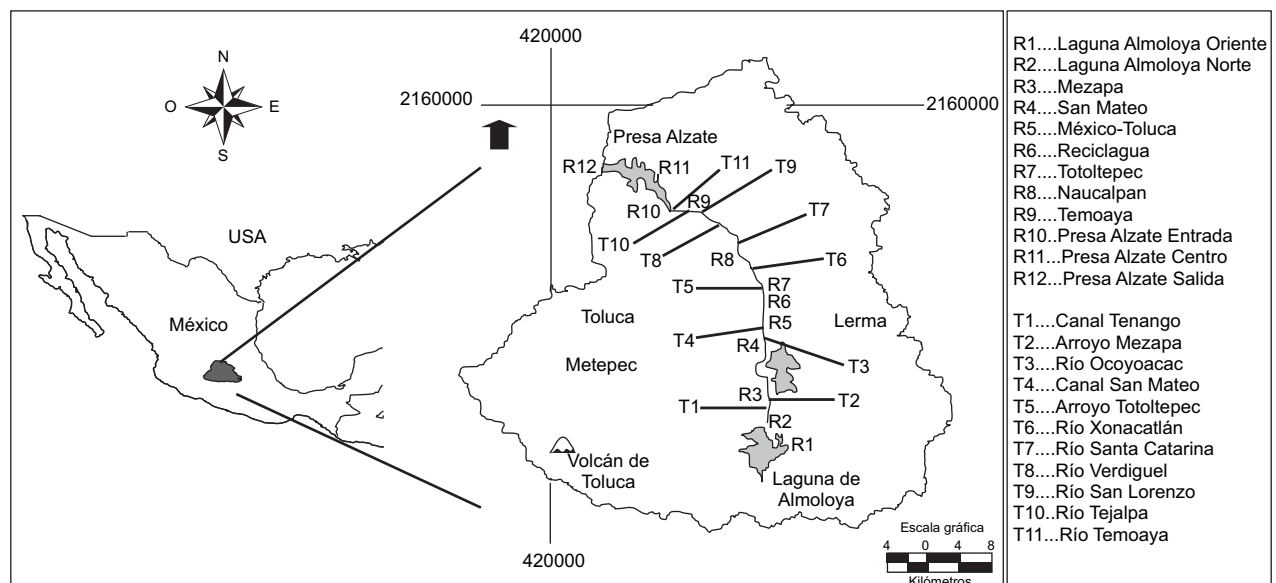 420000
N
O
E
S
2160000
2160000
Presa Alzate
R12
R11
T11
T9
R10
R9
T7
T10
T8
R8
T6
USA
T5
R7
R6
Toluca
R5
Lerma
México
T4
R4
Metepec
T3
R3
T1
T2
R2
R1
Volcán de
Toluca
Laguna de
Almoloya
420000
Escala gráfica
4 0 4 8
Kilómetros
R1....Laguna Almoloya Oriente
R2....Laguna Almoloya Norte
R3....Mezapa
R4....San Mateo
R5....México-Toluca
R6....Reciclagua
R7....Totoltepec
R8....Naucalpan
R9....Temoaya
R10..Presa Alzate Entrada
R11...Presa Alzate Centro
R12...Presa Alzate Salida
T1....Canal Tenango
T2....Arroyo Mezapa
T3....Río Ocoyoacac
T4....Canal San Mateo
T5....Arroyo Totoltepec
T6....Río Xonacatlán
T7....Río Santa Catarina
T8....Río Verdiguel
T9....Río San Lorenzo
T10..Río Tejalpa
T11...Río Temoaya